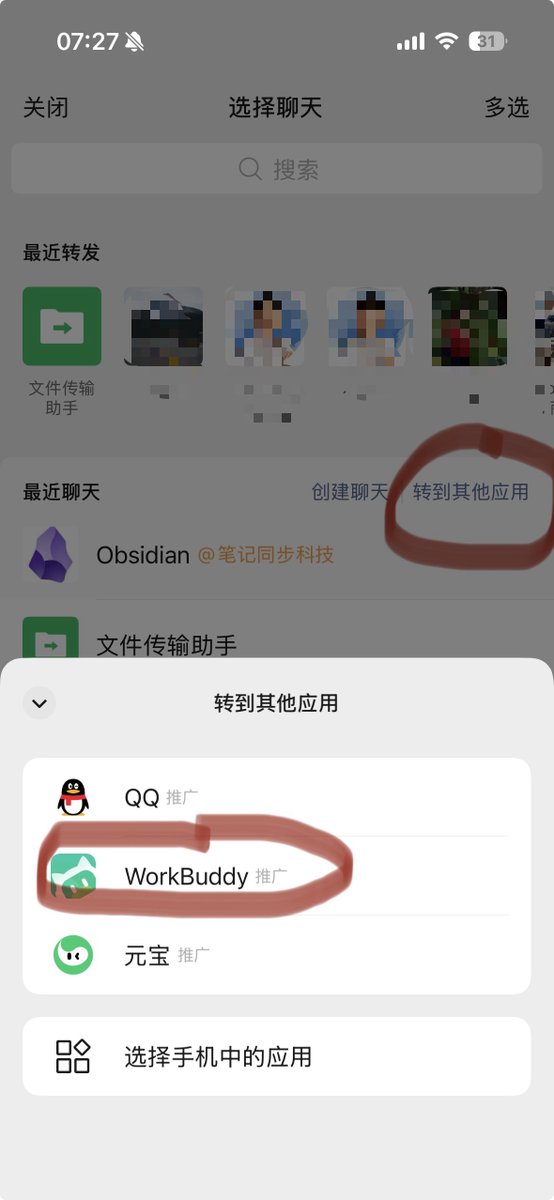 07:27
31
关闭
选择聊天
多选
搜索
最近转发
文件传输
助手
最近聊天
创建聊天
转到其他应用
Obsidian @笔记同步科技
文件传输助手
转到其他应用
QQ 推广
WorkBuddy 推广
元宝 推广
选择手机中的应用